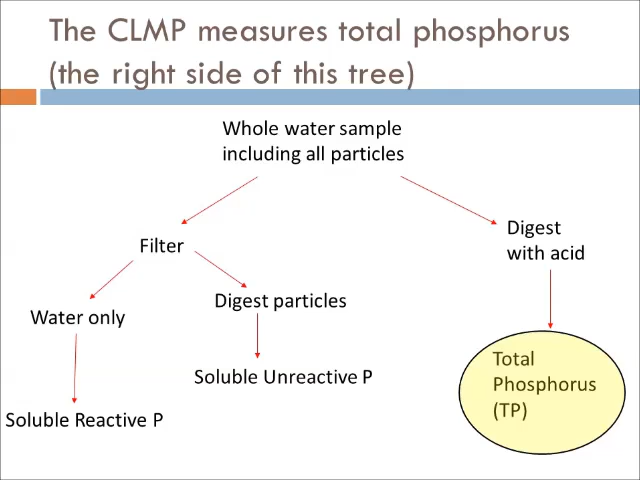 The CLMP measures total phosphorus
(the right side of this tree)
Whole water sample
including all particles
Filter
Digest
with acid
Water only
Digest particles
Soluble Reactive P
Soluble Unreactive P
Total
Phosphorus
(TP)